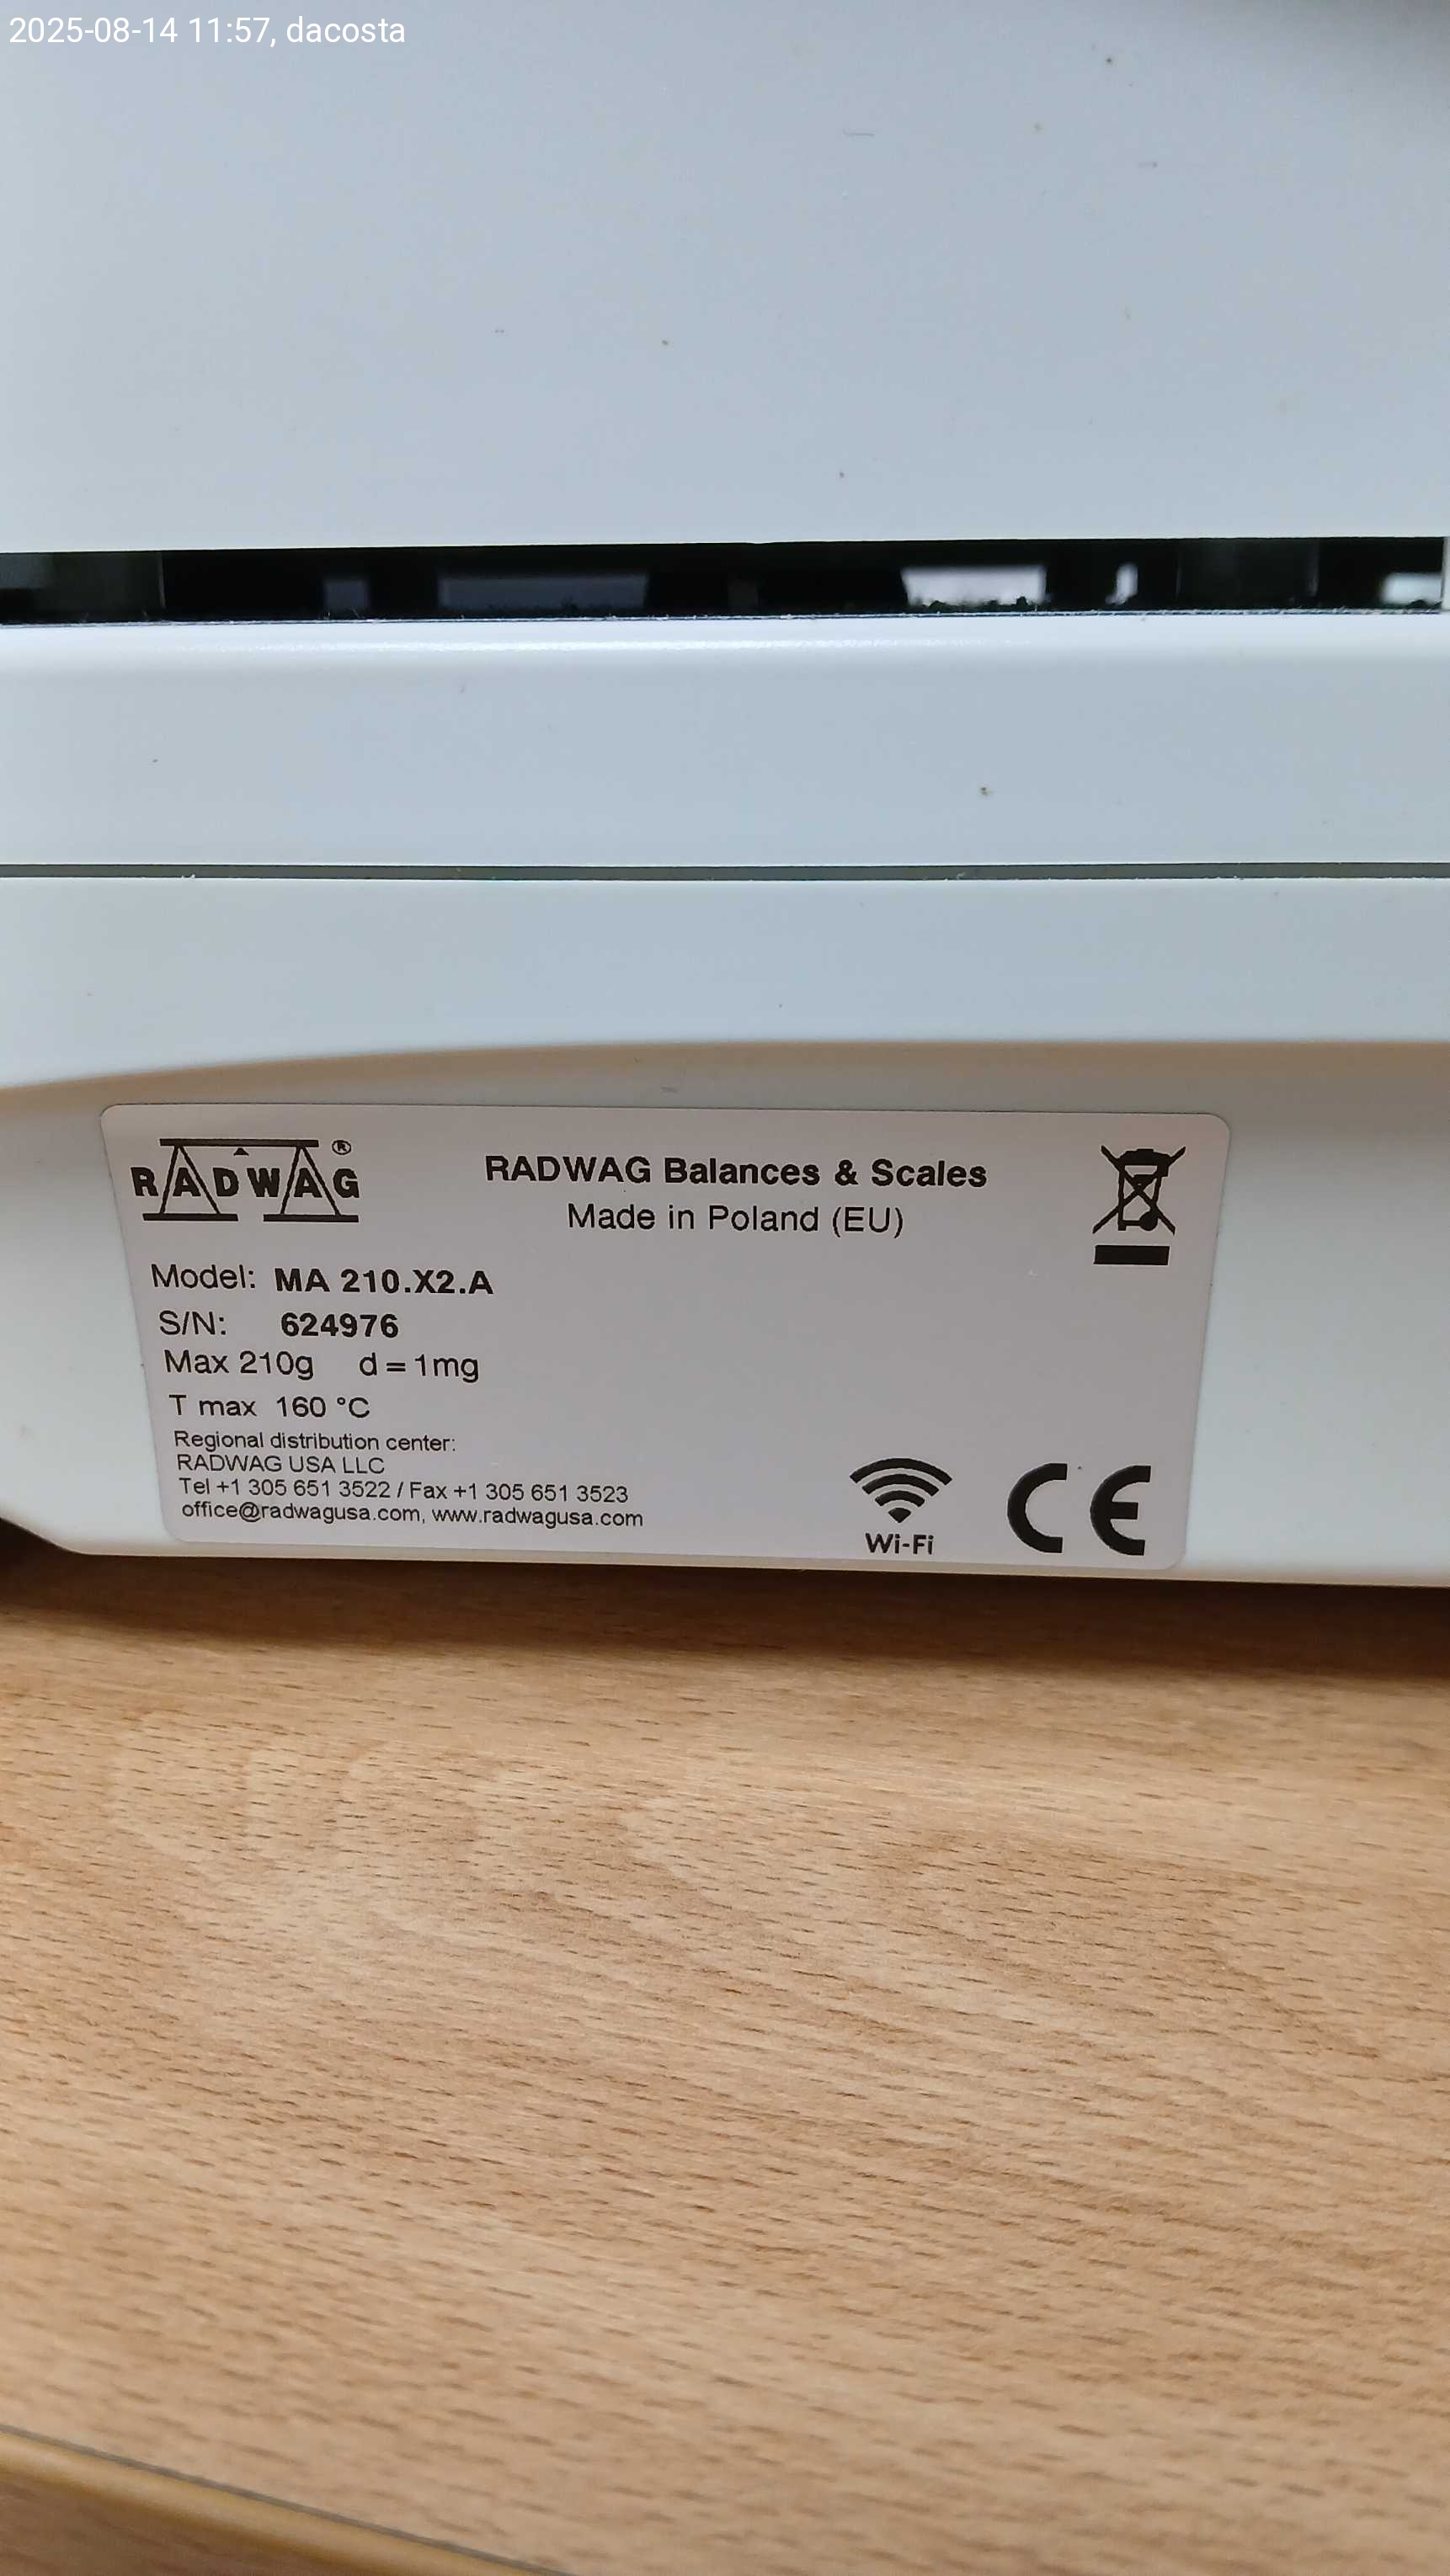 2025-08-14 11:57, dacosta
RADWAG®
RADWAG Balances & Scales
Made in Poland (EU)
Model: MA 210.X2.A
S/N: 624976
Max 210g d=1mg
T max 160 °C
Regional distribution center:
RADWAG USA LLC
Tel +1 305 651 3522 / Fax +1 305 651 3523
office@radwagusa.com, www.radwagusa.com
Wi-Fi
CE